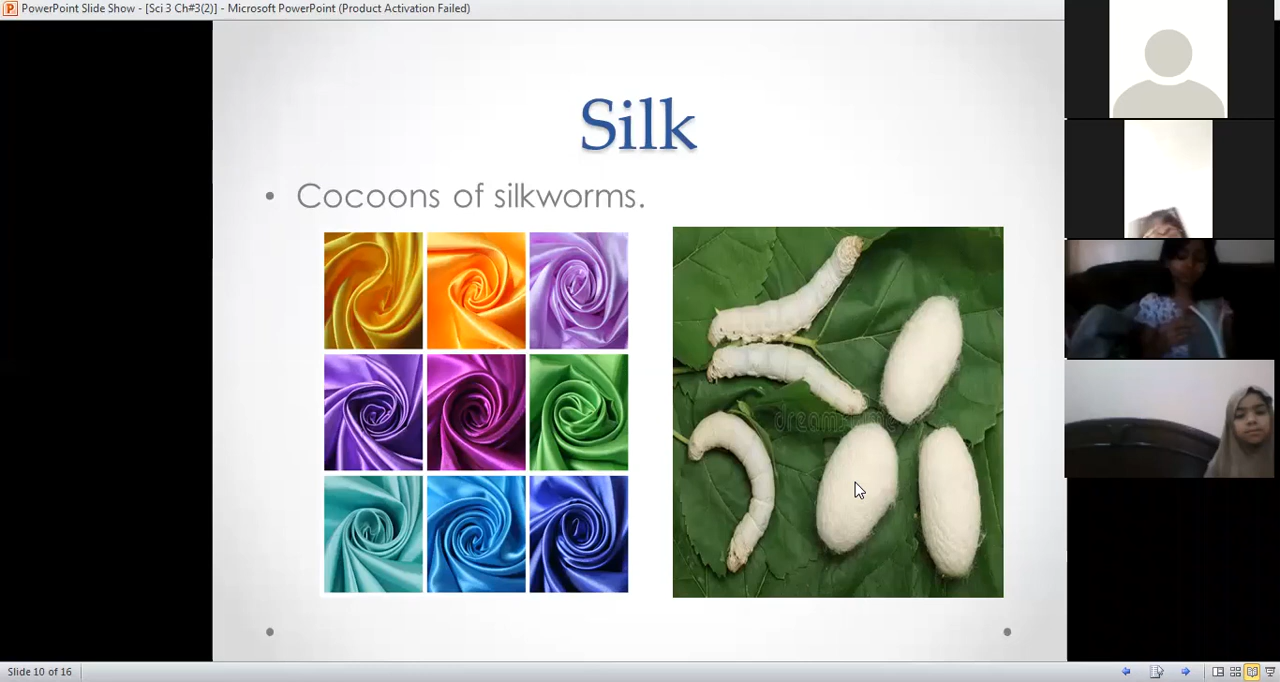 PowerPoint Slide Show - [Sci 3 Ch#3(2)] - Microsoft PowerPoint (Product Activation Failed)
Silk
• Cocoons of silkworms.
dreamstime
Slide 10 of 16